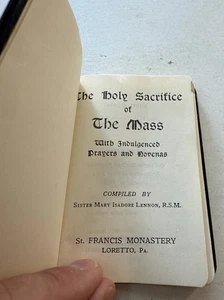 The Holy Sacrifice
of
The Mass
With Indulgenced
Prayers and Novenas
COMPILED BY
SISTER MARY ISADORE LENNON, R.S.M.
St. FRANCIS MONASTERY
LORETTO, PA.